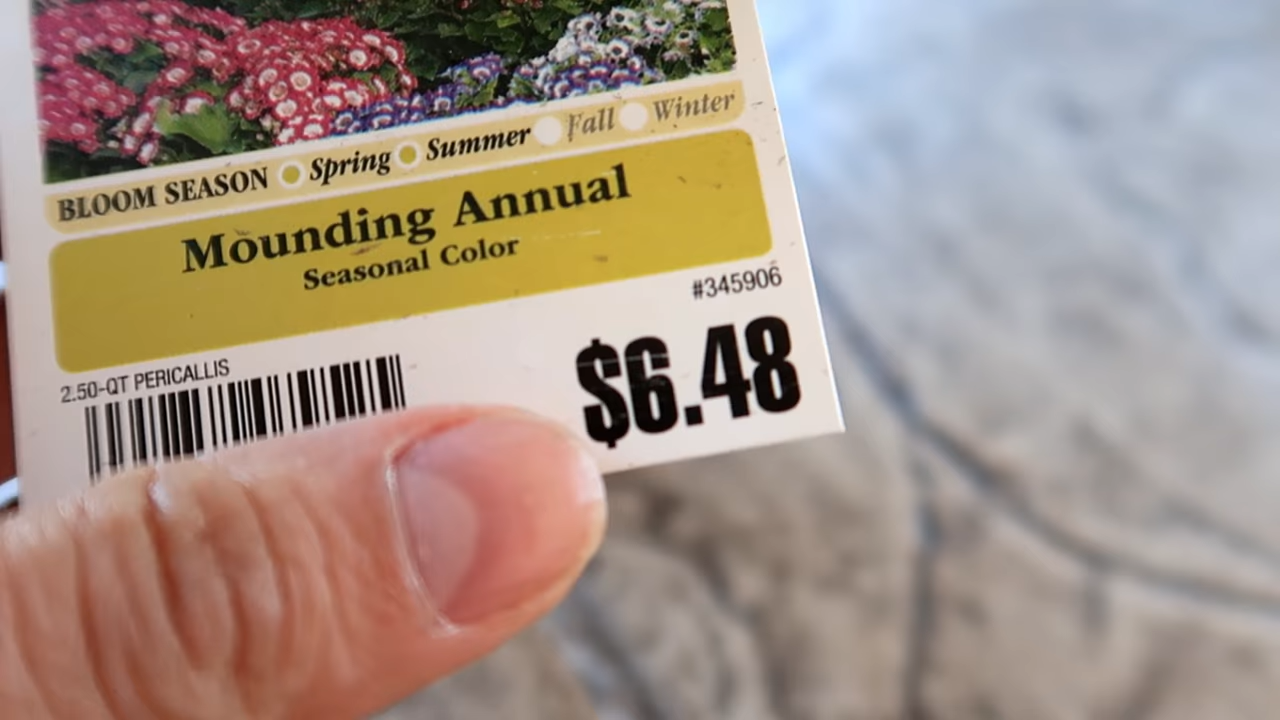 BLOOM SEASON Spring Summer Fall Winter
Mounding Annual
Seasonal Color
#345906
$6.48
2.50-QT PERICALLIS